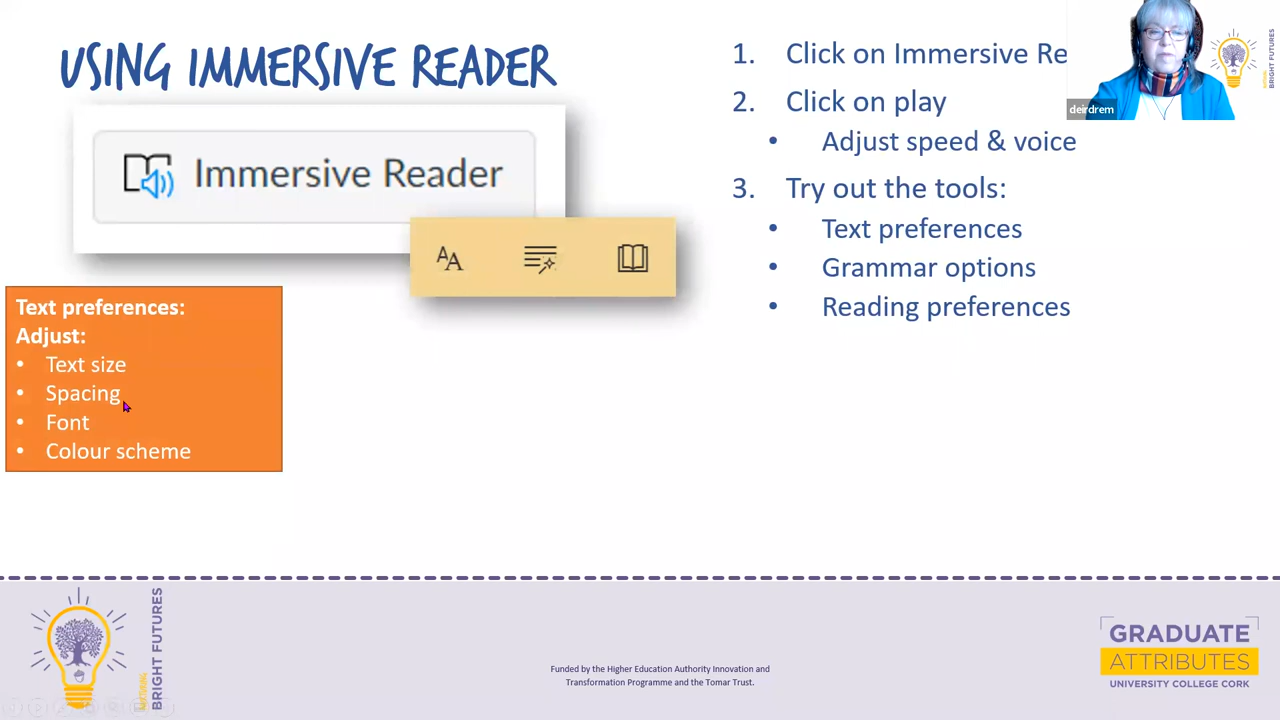 USING IMMERSIVE READER
Immersive Reader
AA
Text preferences:
Adjust:
• Text size
• Spacing
• Font
• Colour scheme
1. Click on Immersive Re
2. Click on play
• Adjust speed & voice
3. Try out the tools:
• Text preferences
• Grammar options
• Reading preferences
deirdrem
BRIGHT FUTURES
BRIGHT FUTURES
Funded by the Higher Education Authority Innovation and
Transformation Programme and the Tomar Trust.
GRADUATE
ATTRIBUTES
UNIVERSITY COLLEGE CORK